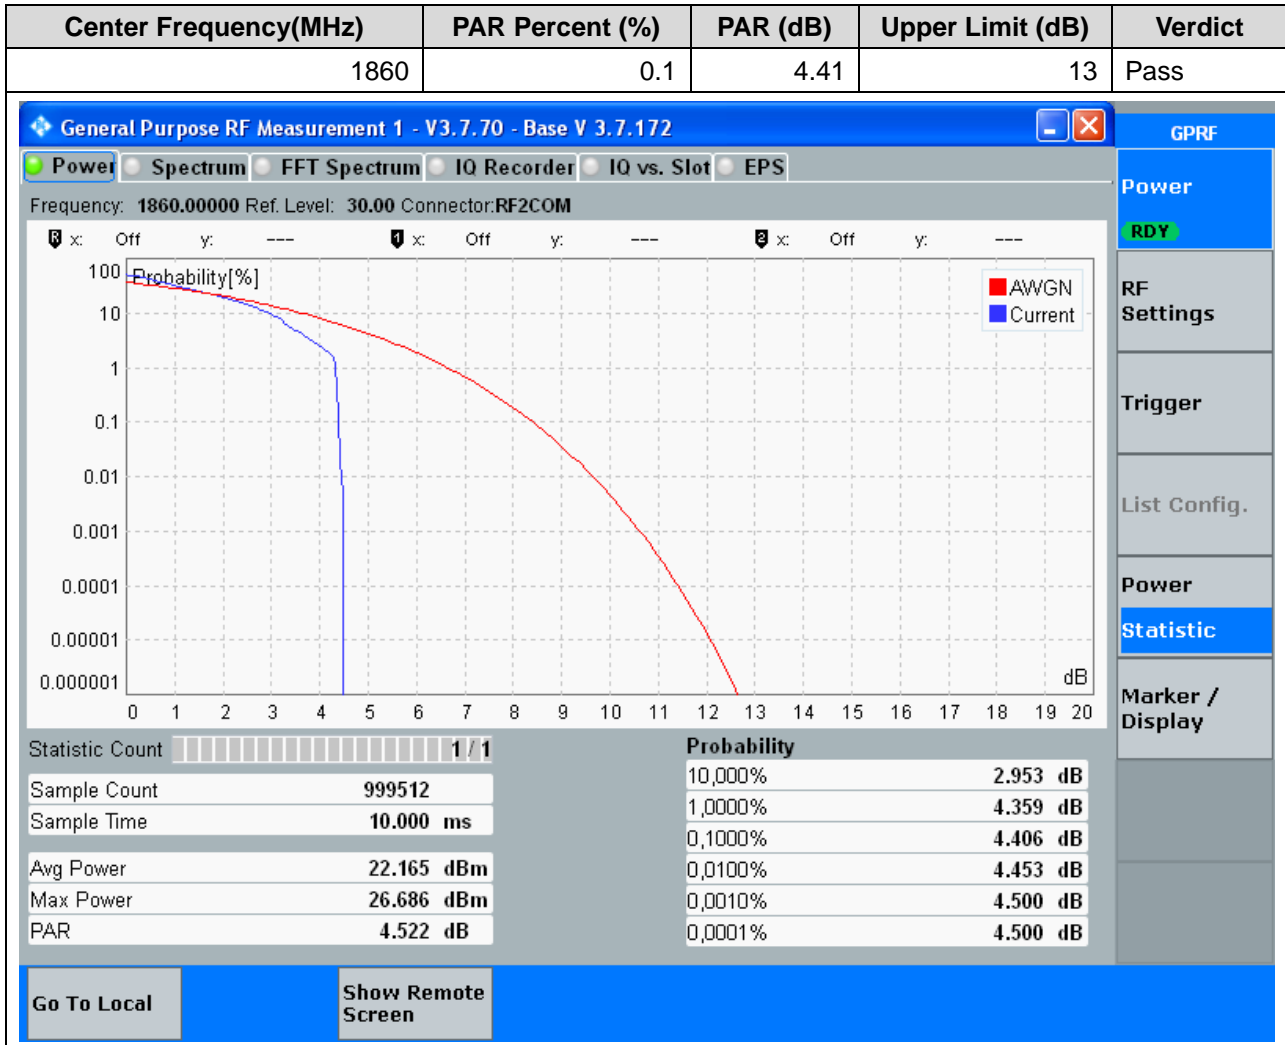 Center Frequency(MHz) PAR Percent (%) PAR (dB) Upper Limit (dB) Verdict
1860 0.1 4.41 13 Pass
General Purpose RF Measurement 1 - V3.7.70 - Base V 3.7.172
GPRF
Power Spectrum FFT Spectrum IQ Recorder IQ vs. Slot EPS
Power
RDY
Frequency: 1860.00000 Ref. Level: 30.00 Connector:RF2COM
R x: Off y: --- 1 x: Off y: --- 2 x: Off y: ---
Probability[%]
AWGN
Current
100
10
1
0.1
0.01
0.001
0.0001
0.00001
0.000001
dB
0 1 2 3 4 5 6 7 8 9 10 11 12 13 14 15 16 17 18 19 20
RF
Settings
Trigger
List Config.
Power
Statistic
Marker /
Display
Statistic Count 1 / 1
Sample Count 999512
Sample Time 10.000 ms
Avg Power 22.165 dBm
Max Power 26.686 dBm
PAR 4.522 dB
Probability
10,000% 2.953 dB
1,0000% 4.359 dB
0,1000% 4.406 dB
0,0100% 4.453 dB
0,0010% 4.500 dB
0,0001% 4.500 dB
Go To Local
Show Remote
Screen